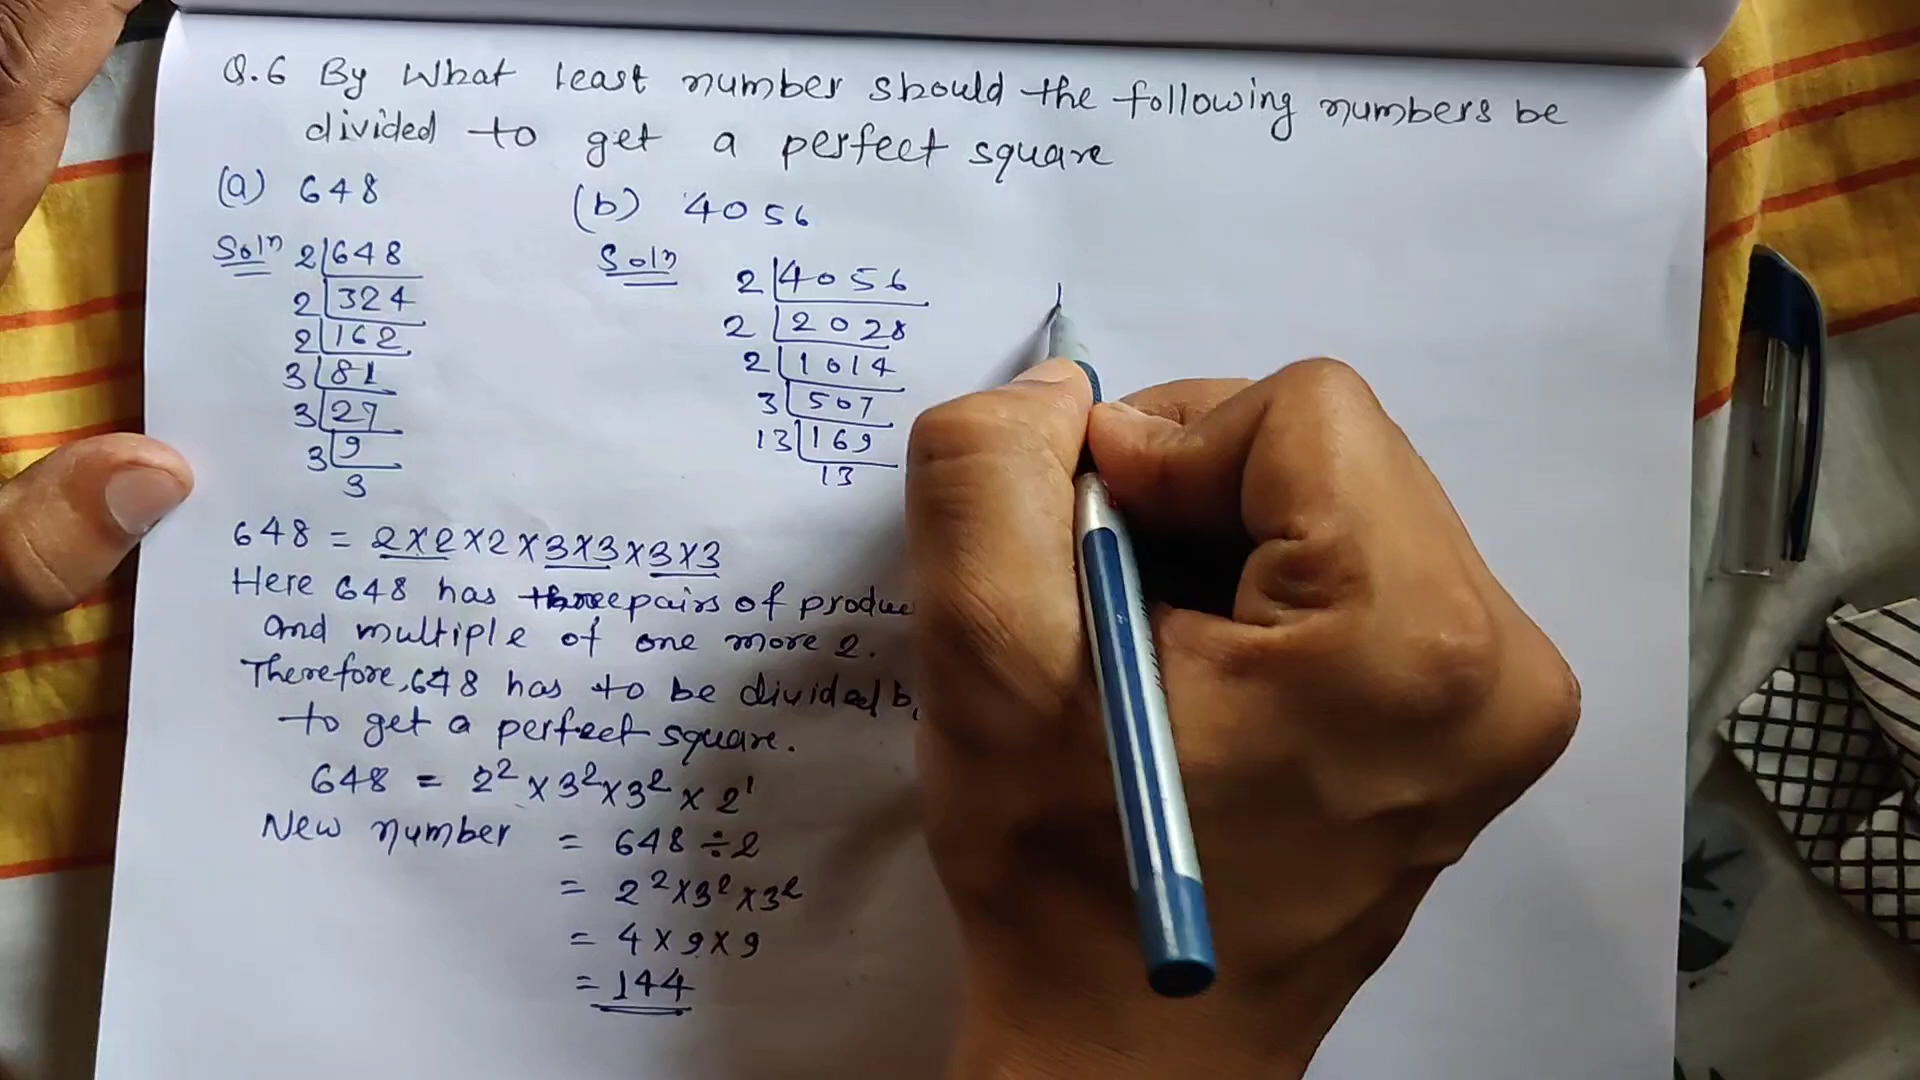 Q.6 By What least number should the following numbers be
divided to get a perfect square
(a) 648
Soln 2|648
2|324
2|162
3|81
3|27
3|9
3
648 = 2×2×2×3×3×3×3
Here 648 has three pairs of
and multiple of one more 2.
Therefore, 648 has to be divided
to get a perfect square.
648 = 2² × 3² × 3² × 2¹
New number = 648 ÷ 2
= 2² × 3² × 3²
= 4 × 9 × 9
= 144
(b) 4056
Soln 2|4056
2|2028
2|1014
3|507
13|169
13